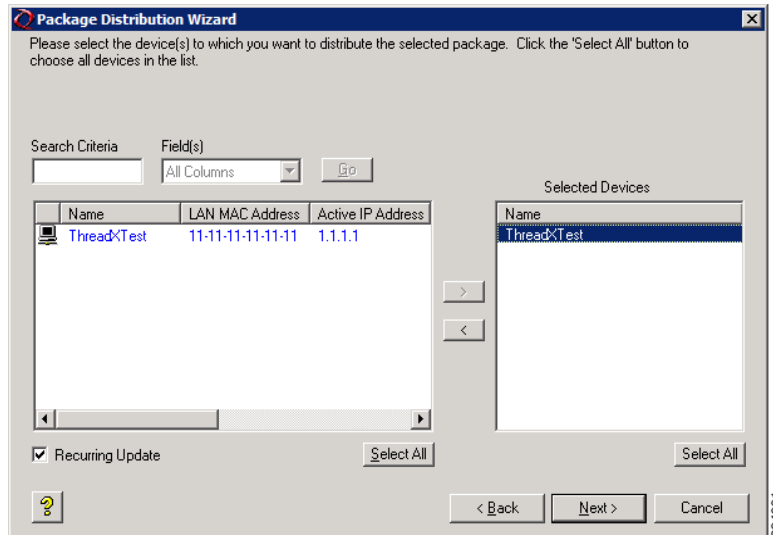 Package Distribution Wizard
Please select the device(s) to which you want to distribute the selected package. Click the 'Select All' button to
choose all devices in the list.
Search Criteria Field(s)
All Columns Go
Selected Devices
Name LAN MAC Address Active IP Address Name
ThreadXTest 11-11-11-11-11-11 1.1.1.1 ThreadXTest
>
<
Recurring Update Select All Select All
? < Back Next > Cancel